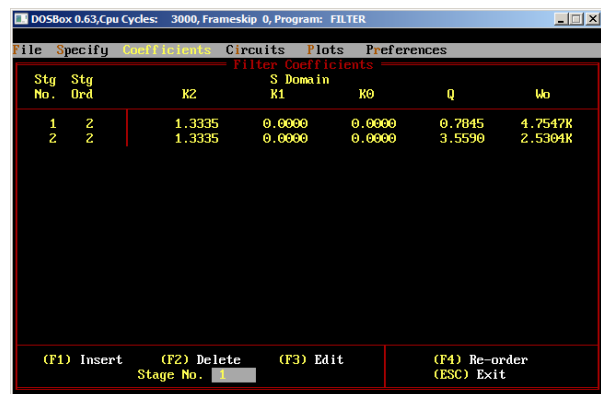 DOSBox 0.63,Cpu Cycles: 3000, Frameskip 0, Program: FILTER
File Specify Coefficients Circuits Plots Preferences
Filter Coefficients
Stg Stg S Domain
No. Ord K2 K1 K0 Q Wo
1 2 1.3335 0.0000 0.0000 0.7845 4.7547K
2 2 1.3335 0.0000 0.0000 3.5590 2.5304K
(F1) Insert (F2) Delete (F3) Edit (F4) Re-order
Stage No. 1 (ESC) Exit